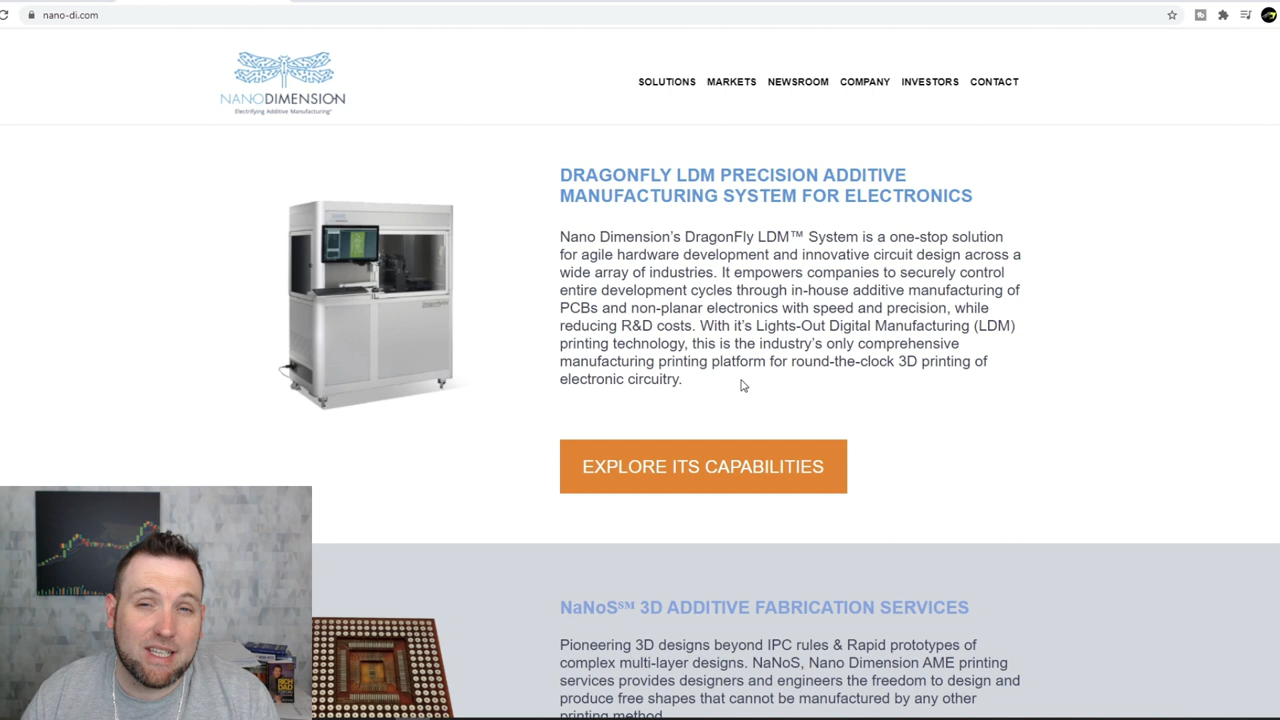 nano-di.com
NANODIMENSION
Electrifying Additive Manufacturing®
SOLUTIONS MARKETS NEWSROOM COMPANY INVESTORS CONTACT
DRAGONFLY LDM PRECISION ADDITIVE
MANUFACTURING SYSTEM FOR ELECTRONICS
Nano Dimension’s DragonFly LDM™ System is a one-stop solution
for agile hardware development and innovative circuit design across a
wide array of industries. It empowers companies to securely control
entire development cycles through in-house additive manufacturing of
PCBs and non-planar electronics with speed and precision, while
reducing R&D costs. With it’s Lights-Out Digital Manufacturing (LDM)
printing technology, this is the industry’s only comprehensive
manufacturing printing platform for round-the-clock 3D printing of
electronic circuitry.
EXPLORE ITS CAPABILITIES
NaNoS℠ 3D ADDITIVE FABRICATION SERVICES
Pioneering 3D designs beyond IPC rules & Rapid prototypes of
complex multi-layer designs. NaNoS, Nano Dimension AME printing
services provides designers and engineers the freedom to design and
produce free shapes that cannot be manufactured by any other
printing method.
RICH
DAD